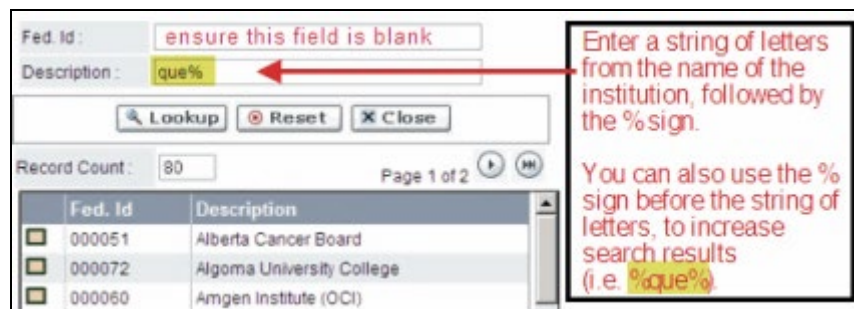 Fed. Id : ensure this field is blank
Description : que%
Lookup Reset Close
Record Count : 80 Page 1 of 2
Fed. Id Description
000051 Alberta Cancer Board
000072 Algoma University College
000060 Amgen Institute (OCI)
Enter a string of letters
from the name of the
institution, followed by
the % sign.
You can also use the %
sign before the string of
letters, to increase
search results
(i.e. %que%).